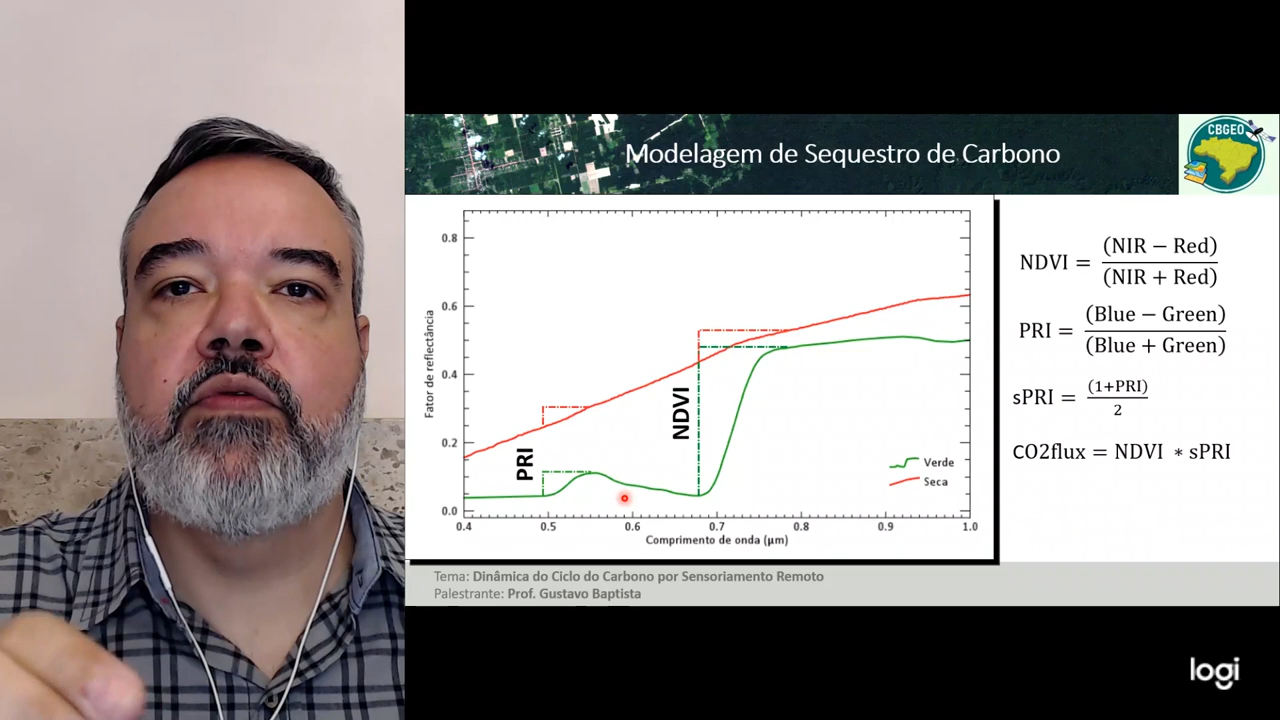 Modelagem de Sequestro de Carbono
CBGEO
0.8
0.6
0.4
0.2
0.0
Fator de reflectância
PRI
NDVI
Verde
Seca
0.4 0.5 0.6 0.7 0.8 0.9 1.0
Comprimento de onda (μm)
NDVI = (NIR − Red) / (NIR + Red)
PRI = (Blue − Green) / (Blue + Green)
sPRI = (1+PRI) / 2
CO2flux = NDVI * sPRI
Tema: Dinâmica do Ciclo do Carbono por Sensoriamento Remoto
Palestrante: Prof. Gustavo Baptista
logi